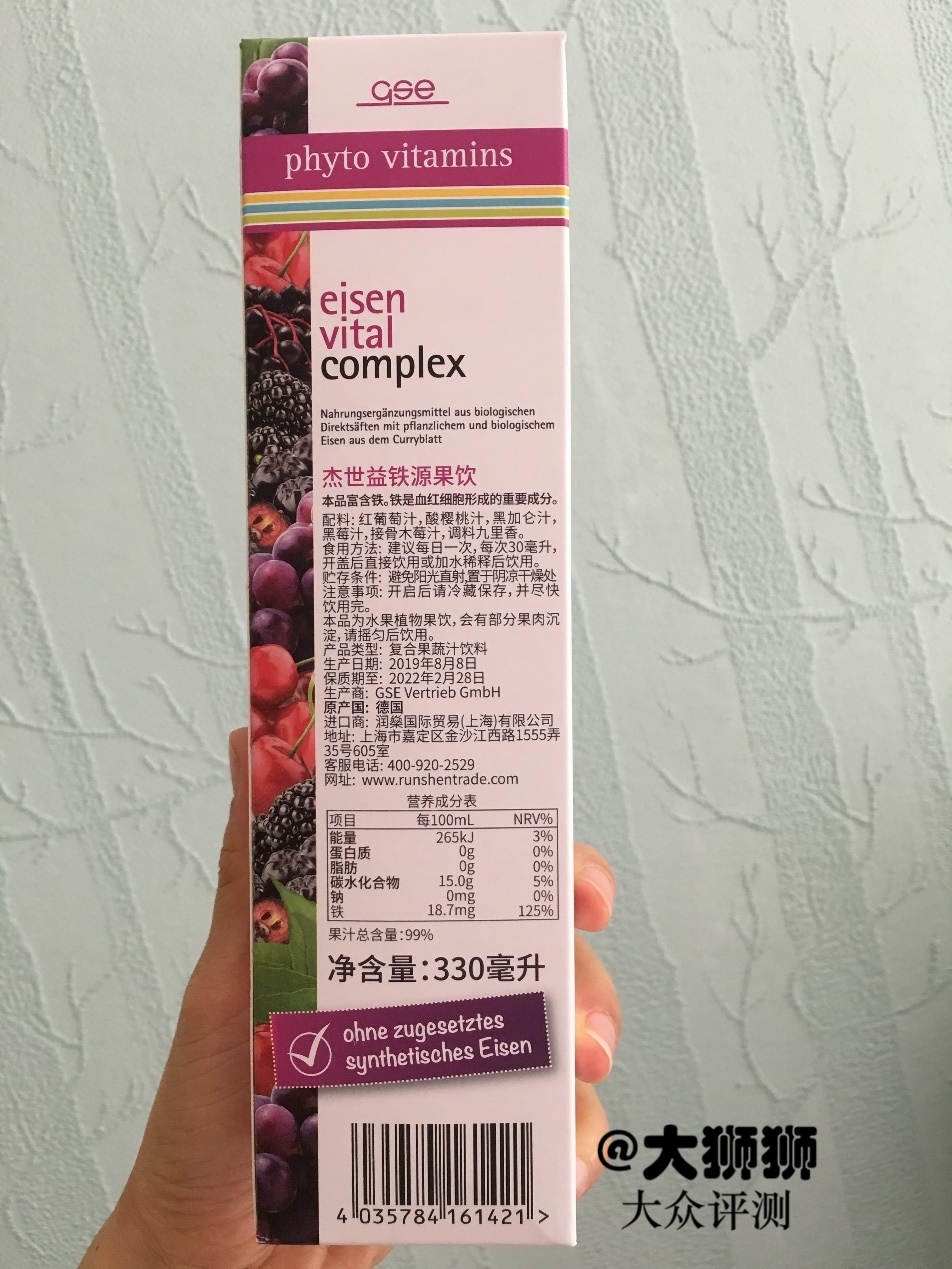 gse
phyto vitamins
eisen
vital
complex
Nahrungsergänzungsmittel aus biologischen
Direktsäften mit pflanzlichem und biologischem
Eisen aus dem Curryblatt
杰世益铁源果饮
本品富含铁。铁是血红细胞形成的重要成分。
配料: 红葡萄汁,酸樱桃汁,黑加仑汁,
黑莓汁,接骨木莓汁,调料九里香。
食用方法: 建议每日一次,每次30毫升,
开盖后直接饮用或加水稀释后饮用。
贮存条件: 避免阳光直射,置于阴凉干燥处
注意事项: 开启后请冷藏保存,并尽快
饮用完。
本品为水果植物果饮,会有部分果肉沉
淀,请摇匀后饮用。
产品类型: 复合果蔬汁饮料
生产日期: 2019年8月8日
保质期至: 2022年2月28日
生产商: GSE Vertrieb GmbH
原产国: 德国
进口商: 润燊国际贸易(上海)有限公司
地址: 上海市嘉定区金沙江西路1555弄
35号605室
客服电话: 400-920-2529
网址: www.runshentrade.com
营养成分表
项目 每100mL NRV%
能量 265kJ 3%
蛋白质 0g 0%
脂肪 0g 0%
碳水化合物 15.0g 5%
钠 0mg 0%
铁 18.7mg 125%
果汁总含量:99%
净含量:330毫升
ohne zugesetztes
synthetisches Eisen
4 035784 161421 >
@大狮狮
大众评测